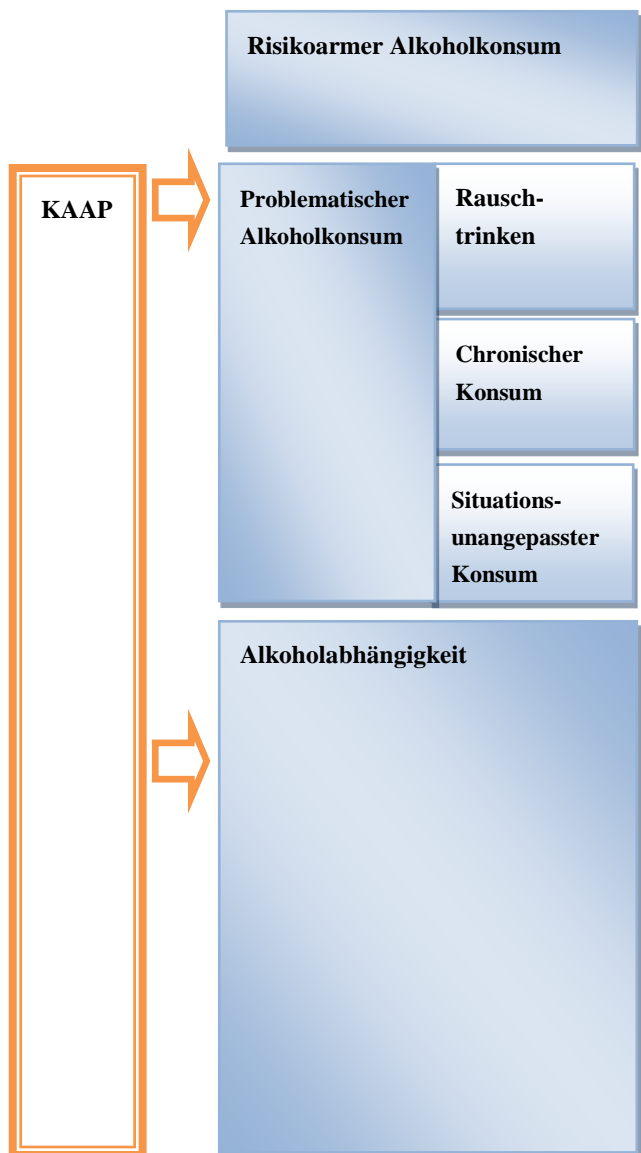 Risikoarmer Alkoholkonsum
KAAP
Problematischer
Alkoholkonsum
Rausch-
trinken
Chronischer
Konsum
Situations-
unangepasster
Konsum
Alkoholabhängigkeit